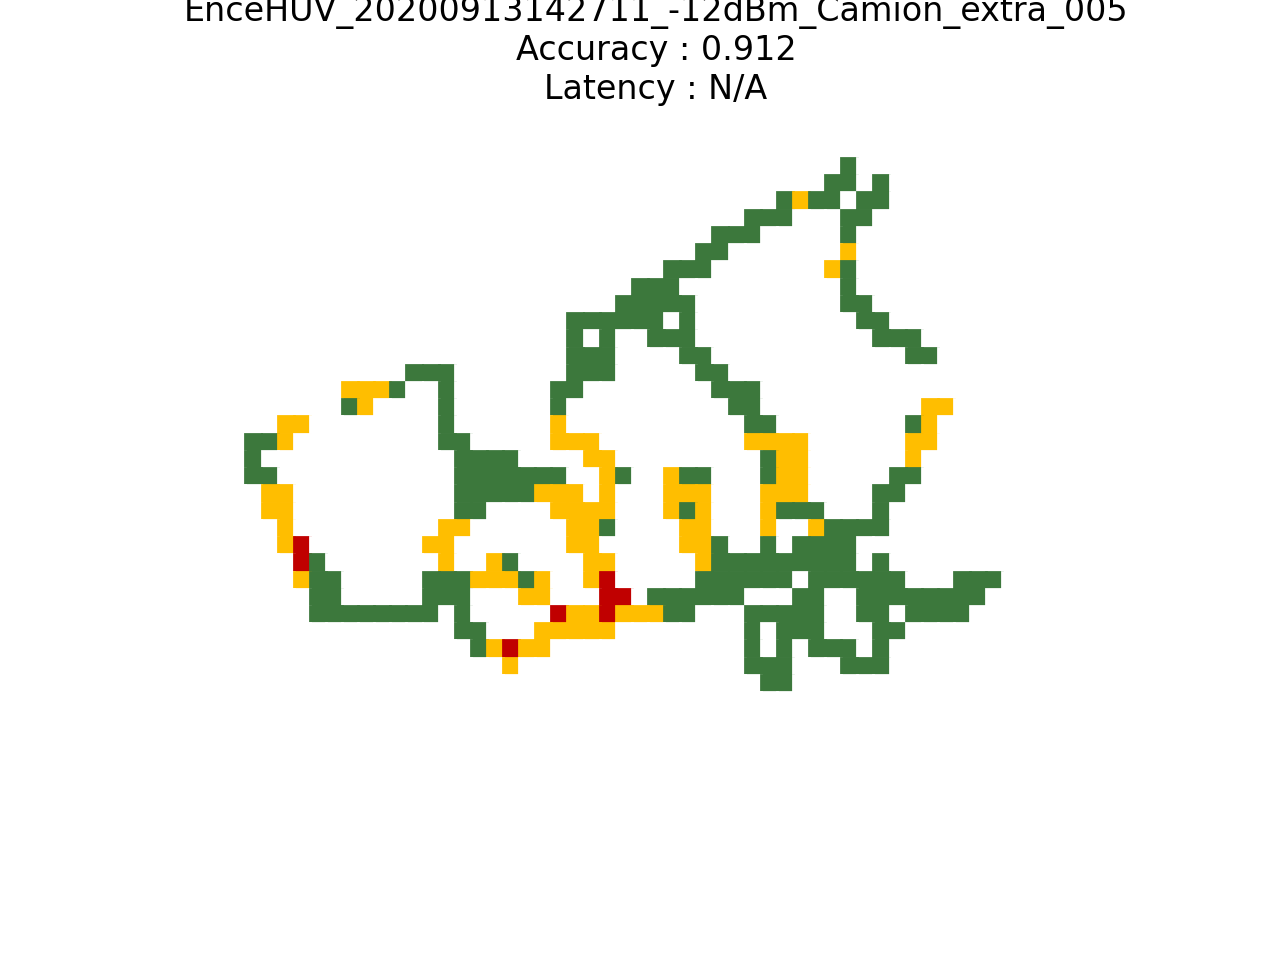 EnceHUV_20200913142711_-12dBm_Camion_extra_005
Accuracy : 0.912
Latency : N/A